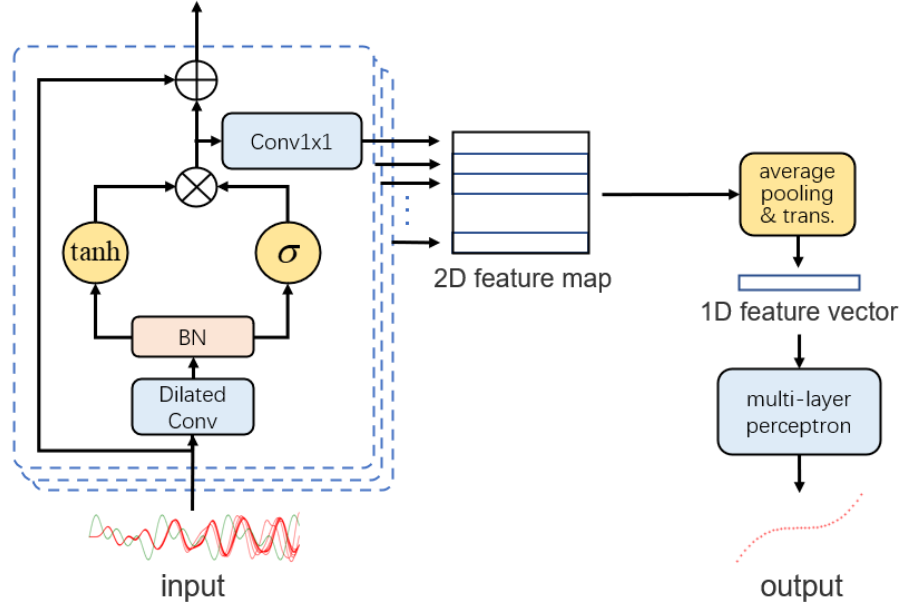 Conv1x1
tanh
σ
BN
Dilated
Conv
input
2D feature map
average
pooling
& trans.
1D feature vector
multi-layer
perceptron
output